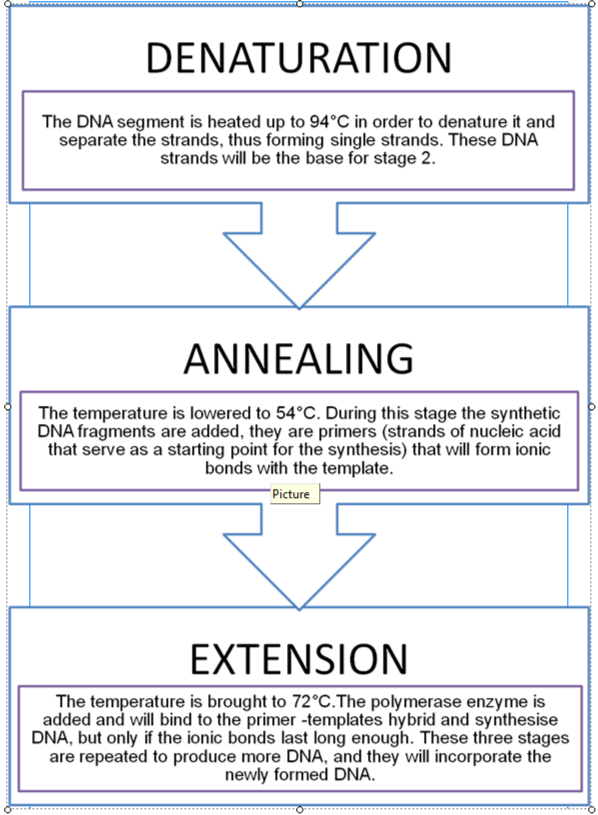 DENATURATION
The DNA segment is heated up to 94°C in order to denature it and
separate the strands, thus forming single strands. These DNA
strands will be the base for stage 2.
ANNEALING
The temperature is lowered to 54°C. During this stage the synthetic
DNA fragments are added, they are primers (strands of nucleic acid
that serve as a starting point for the synthesis) that will form ionic
bonds with the template.
Picture
EXTENSION
The temperature is brought to 72°C.The polymerase enzyme is
added and will bind to the primer -templates hybrid and synthesise
DNA, but only if the ionic bonds last long enough. These three stages
are repeated to produce more DNA, and they will incorporate the
newly formed DNA.